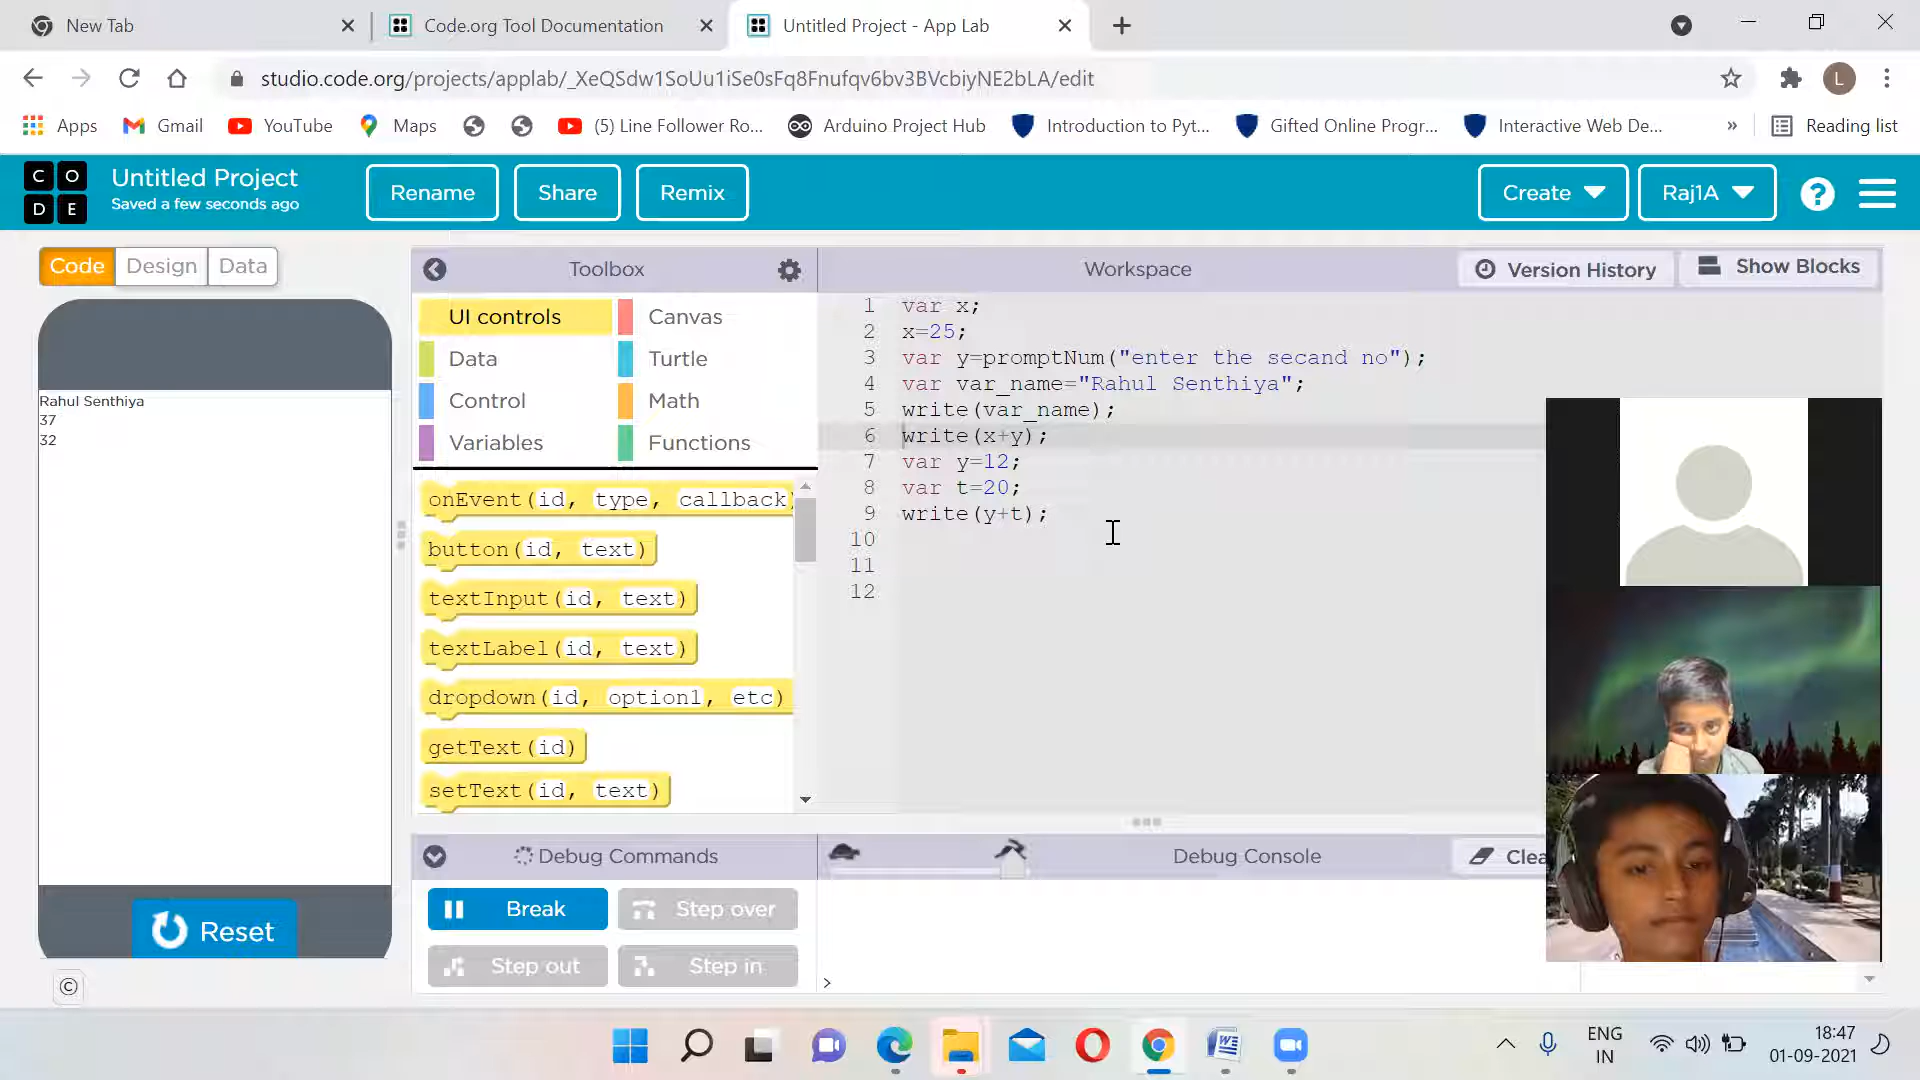 New Tab
Code.org Tool Documentation
Untitled Project - App Lab
studio.code.org/projects/applab/_XeQSdw1SoUu1iSe0sFq8Fnufqv6bv3BVcbiyNE2bLA/edit
L
Apps
Gmail
YouTube
Maps
(5) Line Follower Ro...
Arduino Project Hub
Introduction to Pyt...
Gifted Online Progr...
Interactive Web De...
»
Reading list
C O
D E
Untitled Project
Saved a few seconds ago
Rename
Share
Remix
Create
Raj1A
?
Code
Design
Data
Toolbox
Workspace
Version History
Show Blocks
Rahul Senthiya
37
32
Reset
©
UI controls
Canvas
Data
Turtle
Control
Math
Variables
Functions
onEvent(id, type, callback)
button(id, text)
textInput(id, text)
textLabel(id, text)
dropdown(id, option1, etc)
getText(id)
setText(id, text)
1 var x;
2 x=25;
3 var y=promptNum("enter the secand no");
4 var var_name="Rahul Senthiya";
5 write(var_name);
6 write(x+y);
7 var y=12;
8 var t=20;
9 write(y+t);
10
11
12
Debug Commands
Debug Console
Clea
Break
Step over
Step out
Step in
>
ENG
IN
18:47
01-09-2021